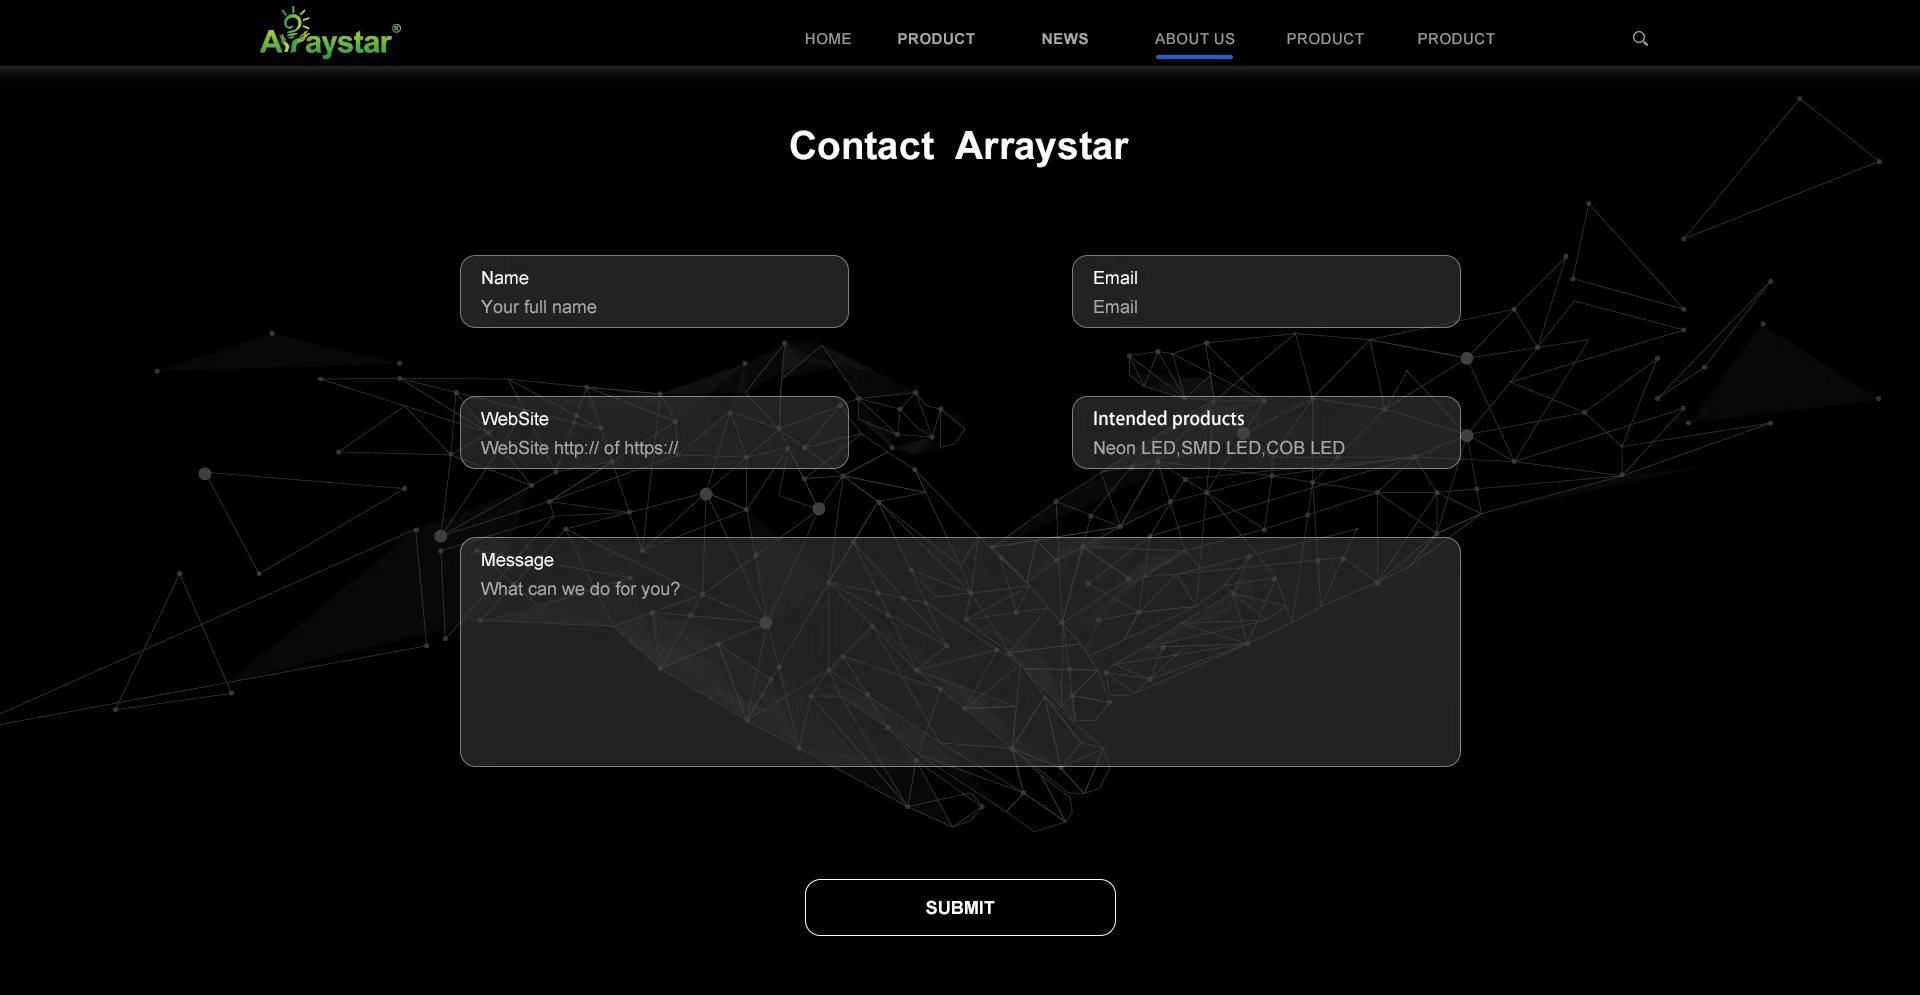 Arraystar®
HOME PRODUCT NEWS ABOUT US PRODUCT PRODUCT
Contact Arraystar
Name
Your full name
Email
Email
WebSite
WebSite http:// of https://
Intended products
Neon LED,SMD LED,COB LED
Message
What can we do for you?
SUBMIT